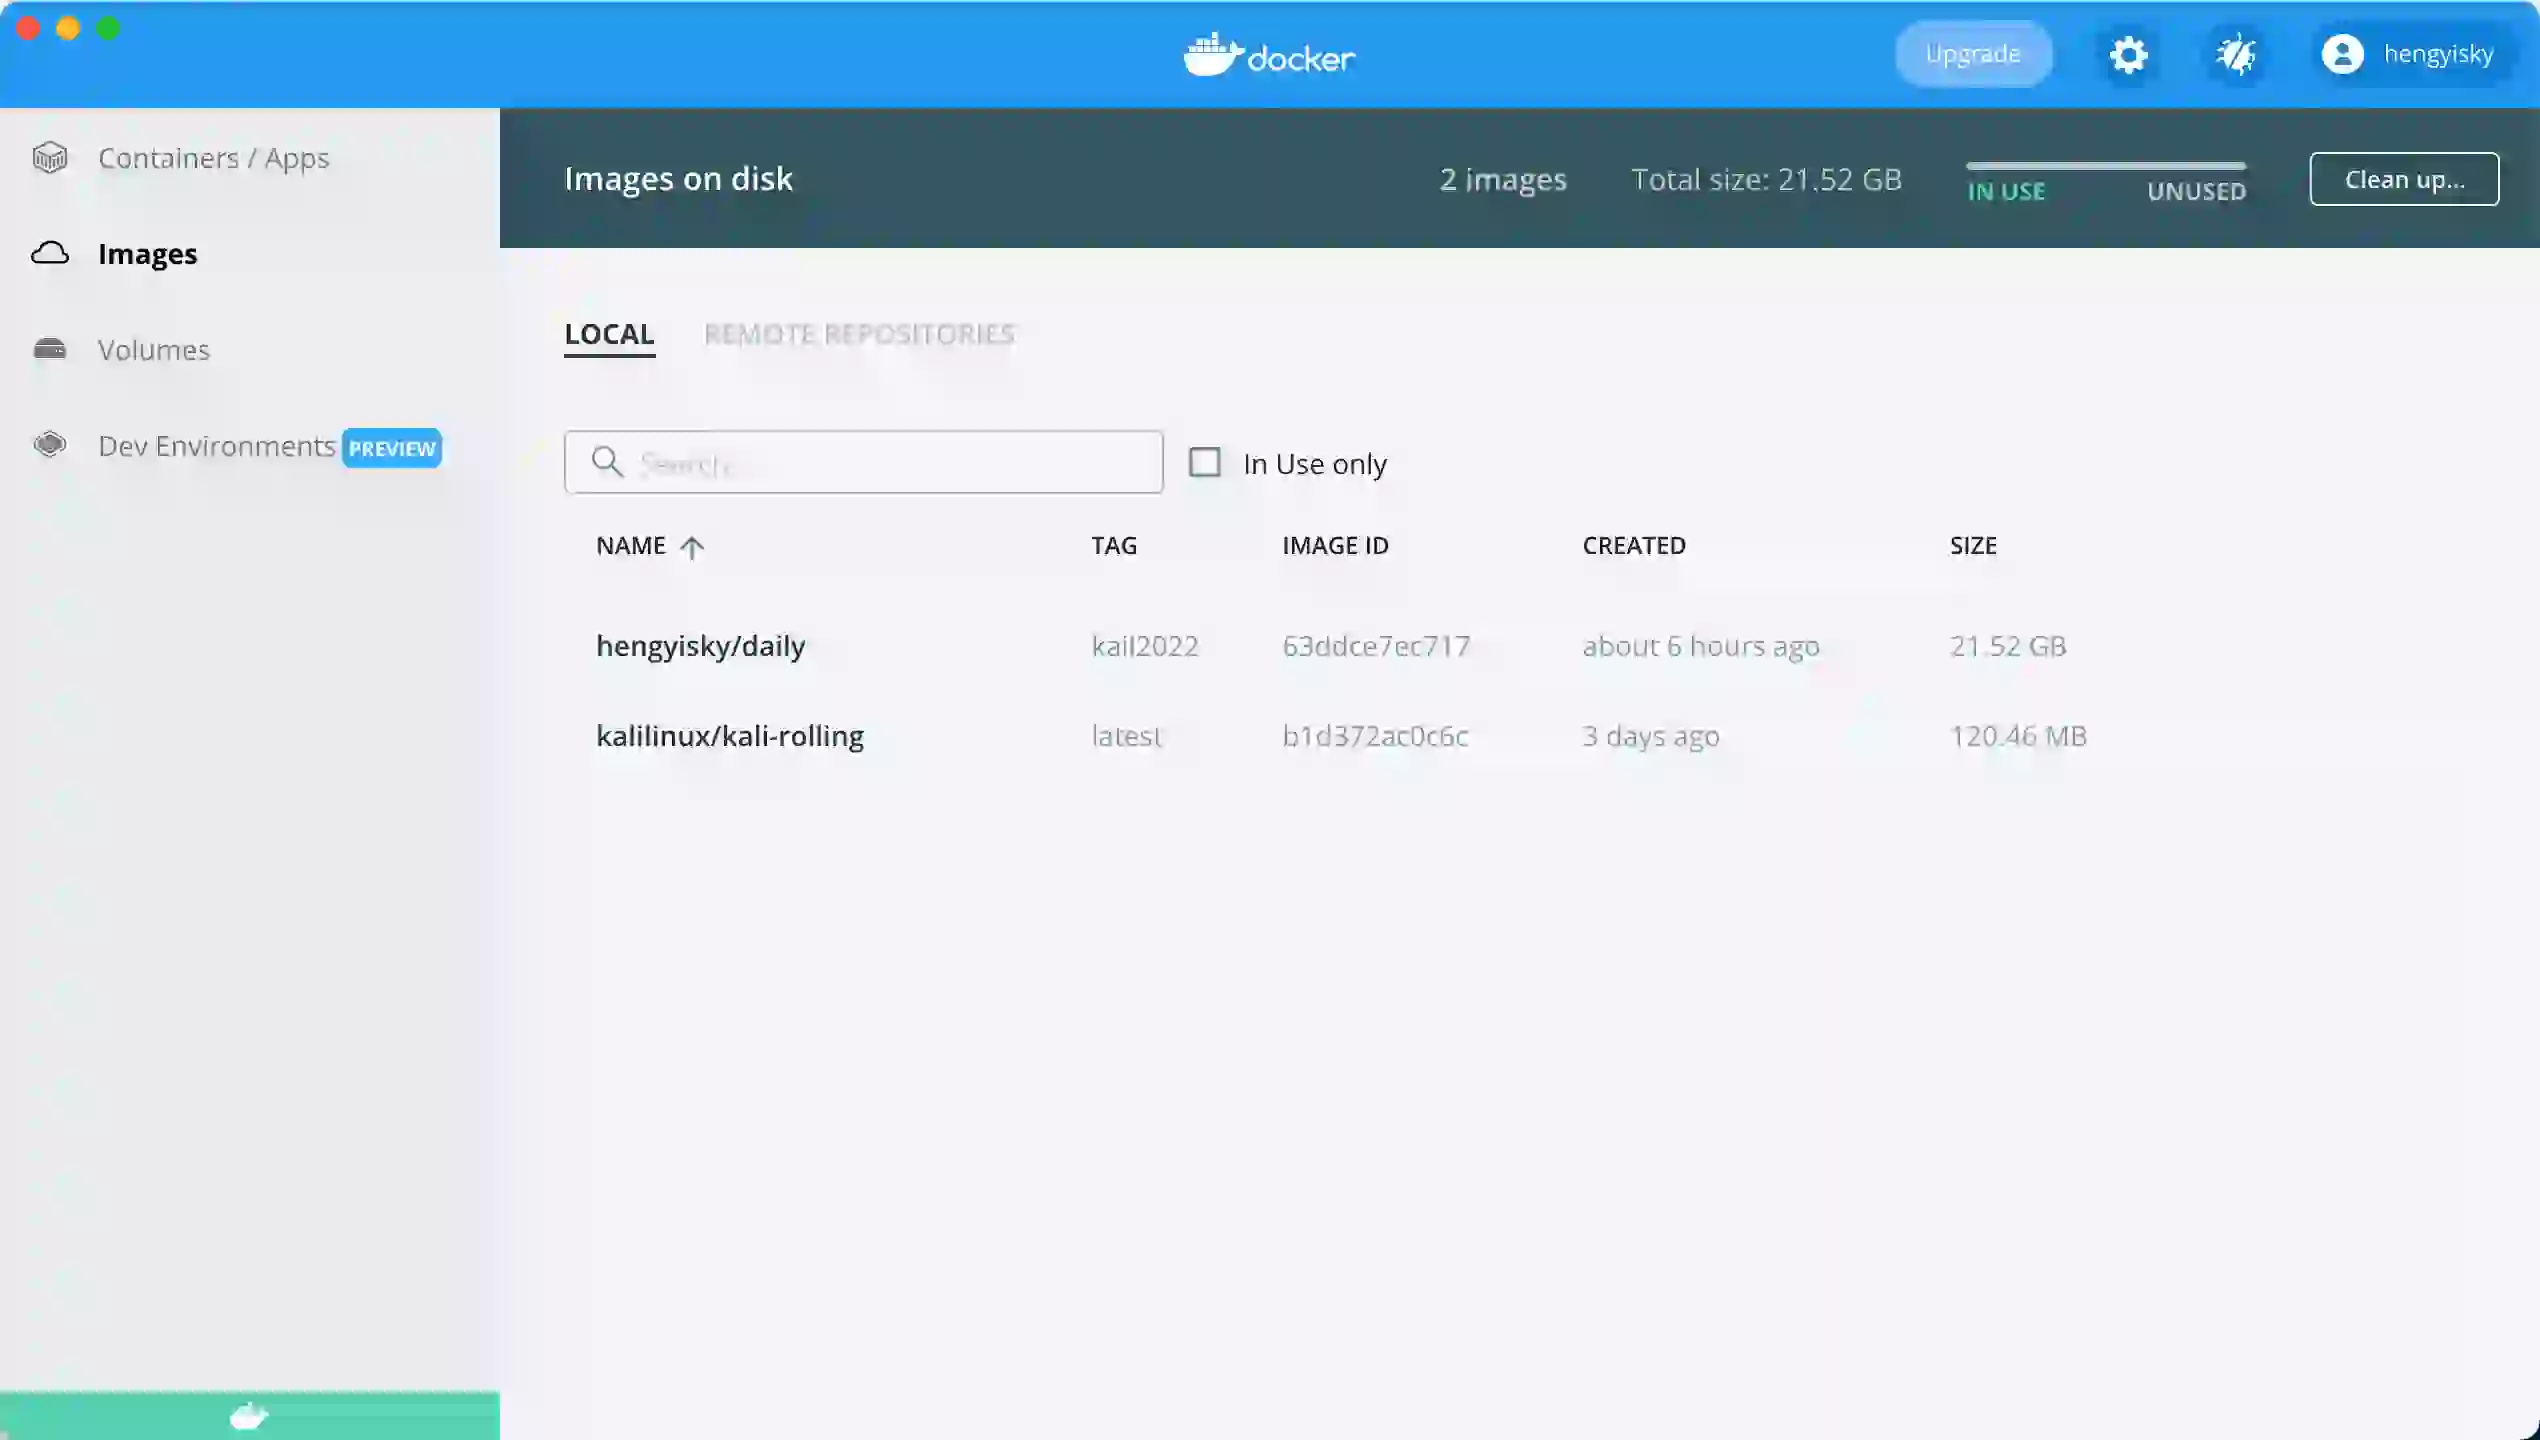 docker
Upgrade
hengyisky
Containers / Apps
Images
Volumes
Dev Environments PREVIEW
Images on disk
2 images
Total size: 21.52 GB
IN USE
UNUSED
Clean up...
LOCAL
REMOTE REPOSITORIES
Search...
In Use only
NAME TAG IMAGE ID CREATED SIZE
hengyisky/daily kail2022 63ddce7ec717 about 6 hours ago 21.52 GB
kalilinux/kali-rolling latest b1d372ac0c6c 3 days ago 120.46 MB